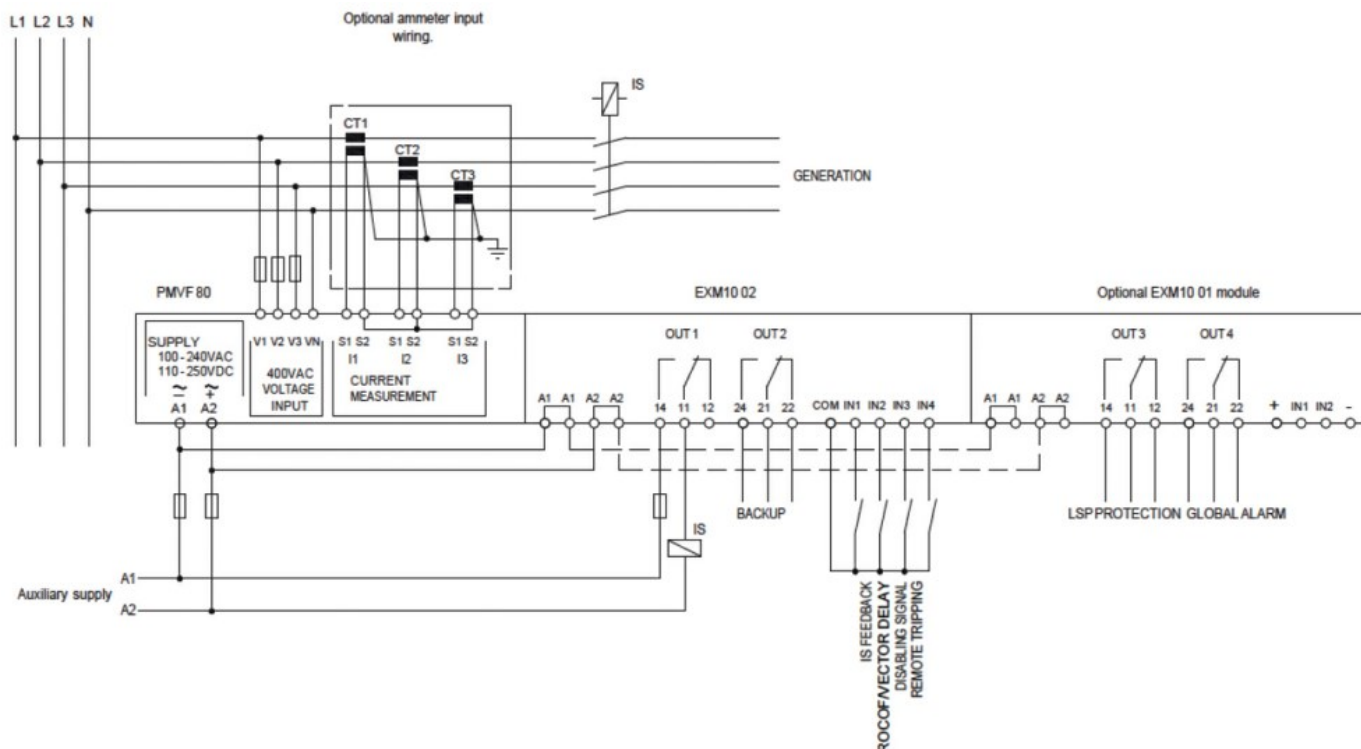 L1 L2 L3 N
Optional ammeter input
wiring.
IS
CT1
CT2
CT3
GENERATION
PMVF 80
EXM10 02
Optional EXM10 01 module
SUPPLY
100-240VAC
110-250VDC
~ ~
– +
A1 A2
V1 V2 V3 VN
400VAC
VOLTAGE
INPUT
S1 S2 S1 S2 S1 S2
I1 I2 I3
CURRENT
MEASUREMENT
OUT 1 OUT 2
A1 A1 A2 A2 14 11 12 24 21 22 COM IN1 IN2 IN3 IN4
OUT 3 OUT 4
A1 A1 A2 A2 14 11 12 24 21 22 + IN1 IN2 -
BACKUP
LSP PROTECTION GLOBAL ALARM
IS
Auxiliary supply
A1
A2
IS FEEDBACK
ROCOF/VECTOR DELAY
DISABLING SIGNAL
REMOTE TRIPPING